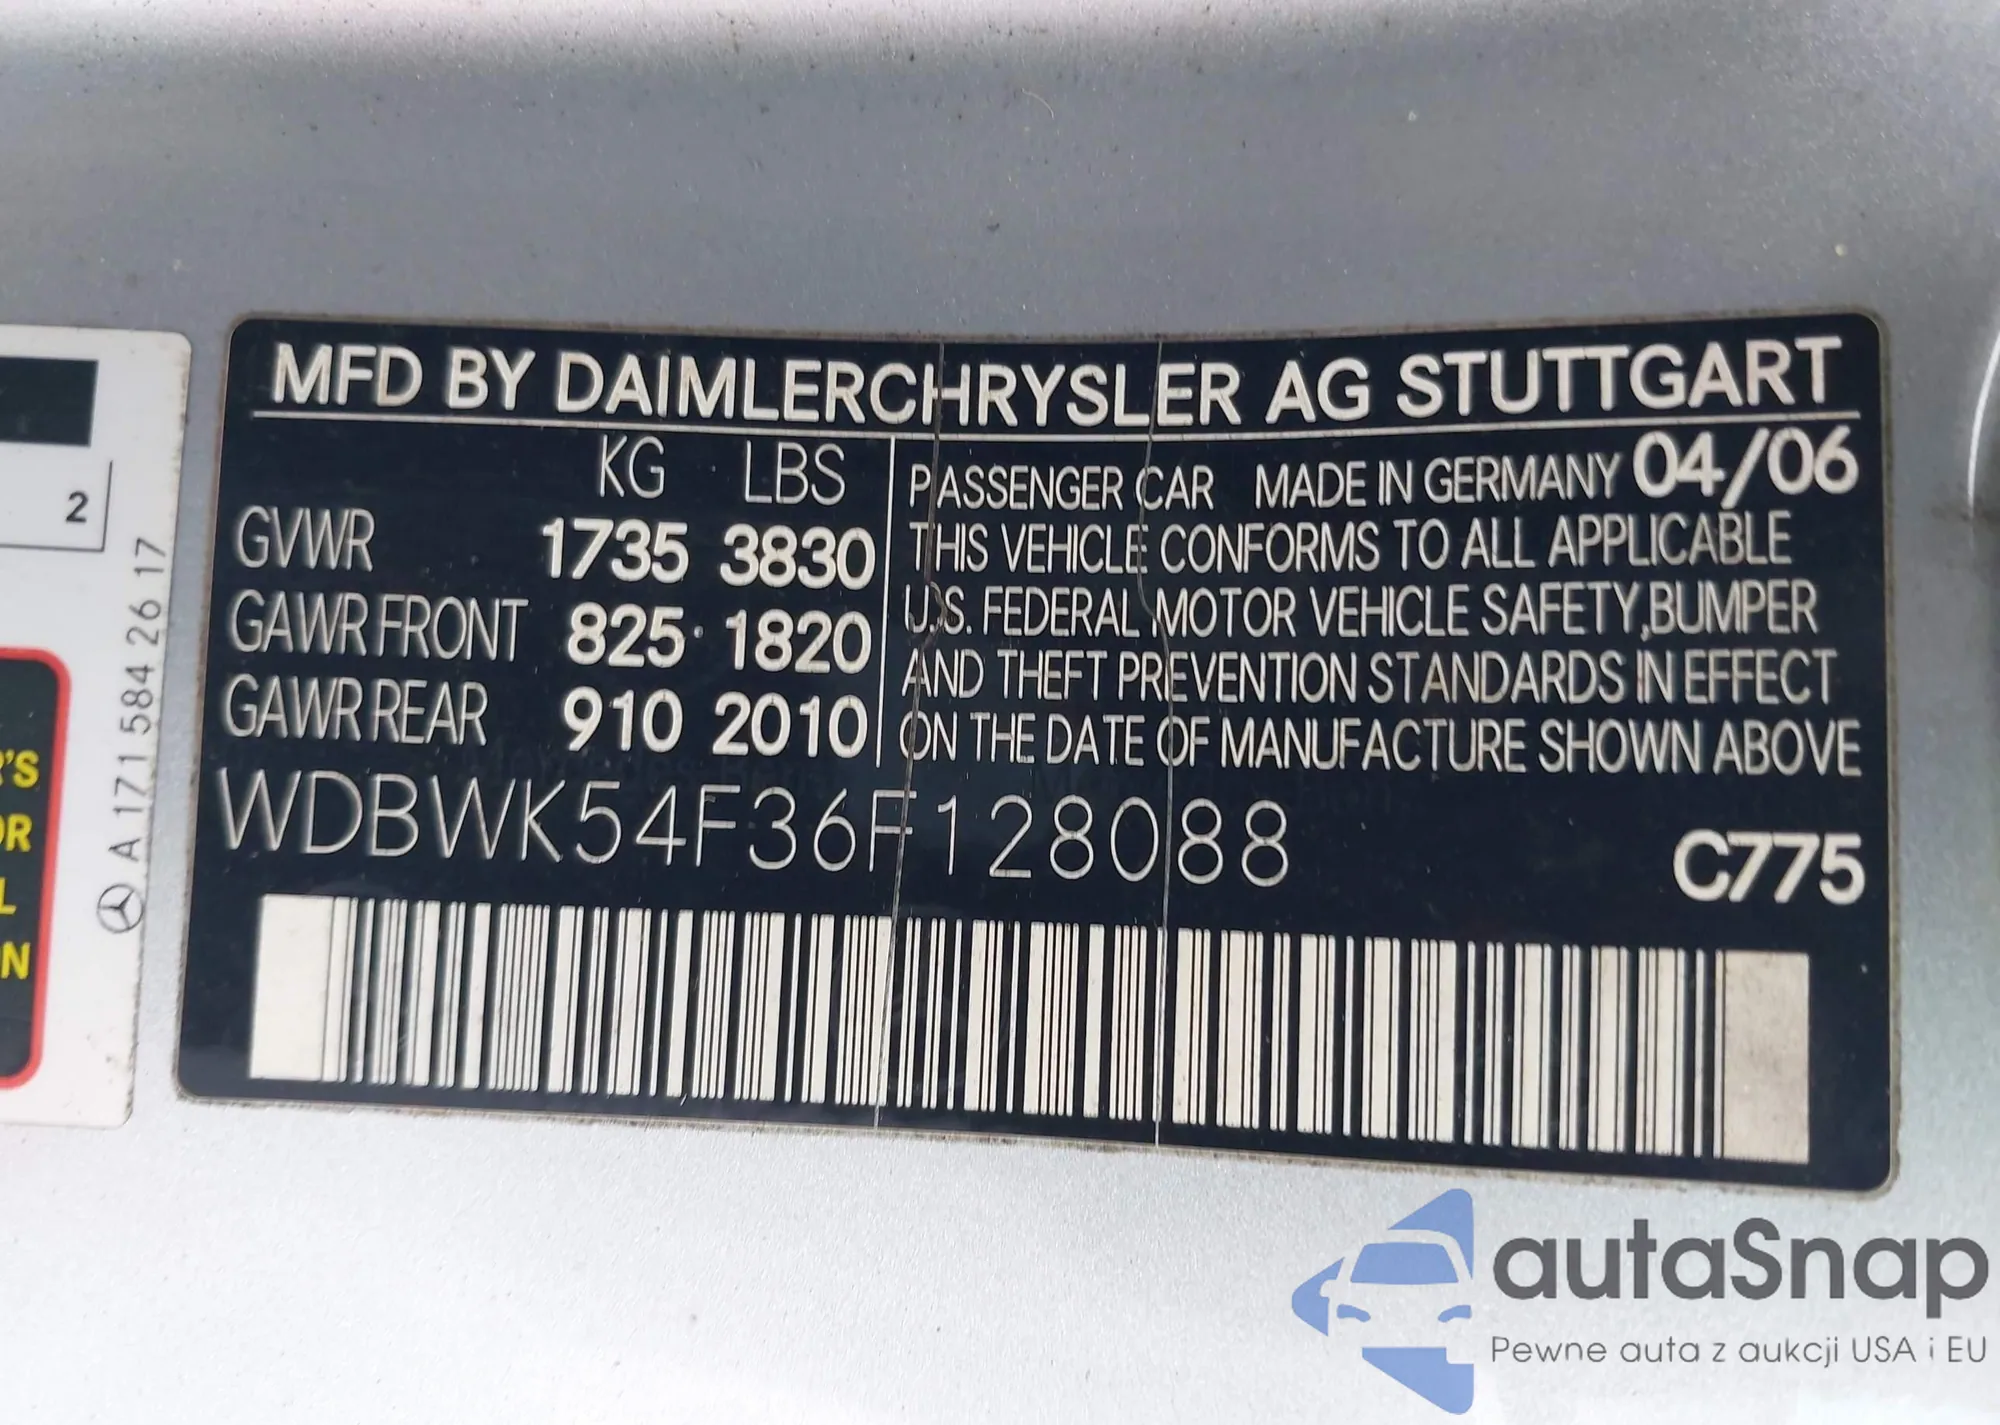 MFD BY DAIMLERCHRYSLER AG STUTTGART
KG LBS
GVWR 1735 3830
GAWR FRONT 825 1820
GAWR REAR 910 2010
PASSENGER CAR MADE IN GERMANY 04/06
THIS VEHICLE CONFORMS TO ALL APPLICABLE
U.S. FEDERAL MOTOR VEHICLE SAFETY,BUMPER
AND THEFT PREVENTION STANDARDS IN EFFECT
ON THE DATE OF MANUFACTURE SHOWN ABOVE
WDBWK54F36F128088
C775
2
A 171 584 26 17
R'S
OR
L
ON
autaSnap
Pewne auta z aukcji USA i EU